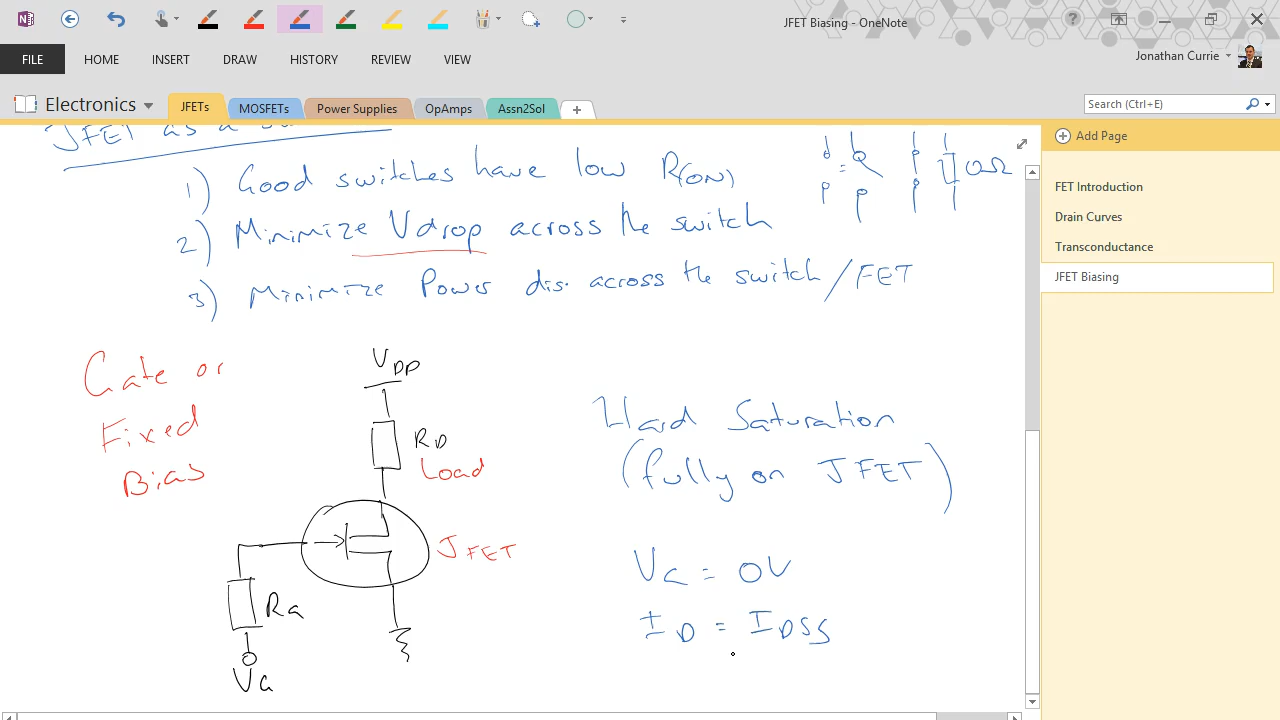 JFET Biasing - OneNote
FILE HOME INSERT DRAW HISTORY REVIEW VIEW
Jonathan Currie
Electronics JFETs MOSFETs Power Supplies OpAmps Assn2Sol
Search (Ctrl+E)
Add Page
FET Introduction
Drain Curves
Transconductance
JFET Biasing
JFET as a
1) Good switches have low R(ON)
2) Minimize Vdrop across the switch
3) Minimize Power dis. across the switch/FET
= 0Ω
Gate or
Fixed
Bias
VDD
RD
Load
JFET
RG
VG
Hard Saturation
(fully on JFET)
VG = 0V
ID = IDSS